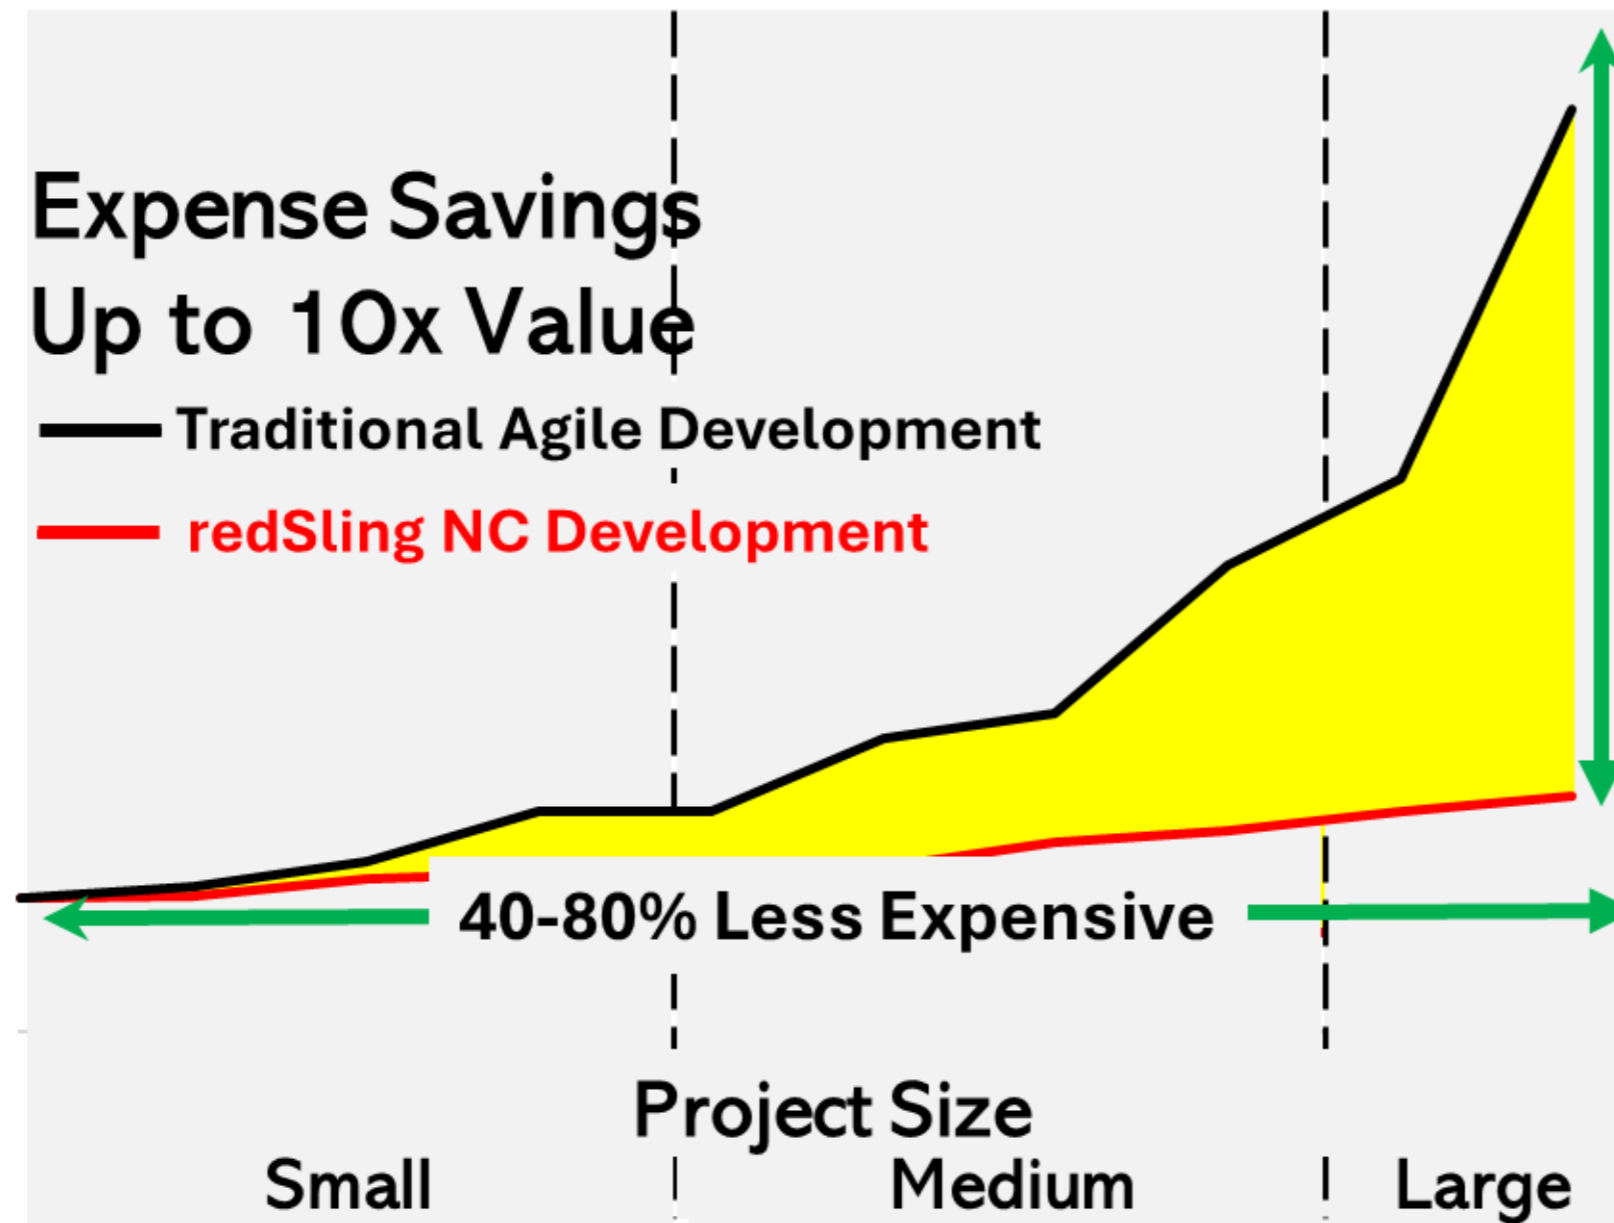 Expense Savings
Up to 10x Value
Traditional Agile Development
redSling NC Development
40-80% Less Expensive
Project Size
Small Medium Large